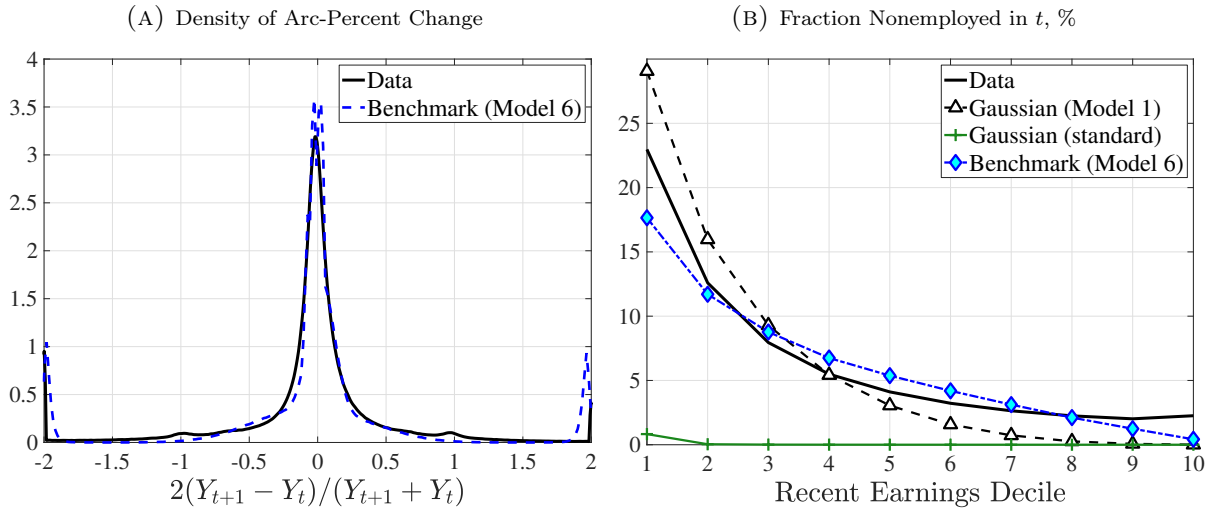 (A) Density of Arc-Percent Change
4
3.5
3
2.5
2
1.5
1
0.5
0
-2 -1.5 -1 -0.5 0 0.5 1 1.5 2
2(Y_{t+1} − Y_t)/(Y_{t+1} + Y_t)
Data
Benchmark (Model 6)
(B) Fraction Nonemployed in t, %
25
20
15
10
5
0
1 2 3 4 5 6 7 8 9 10
Recent Earnings Decile
Data
Gaussian (Model 1)
Gaussian (standard)
Benchmark (Model 6)